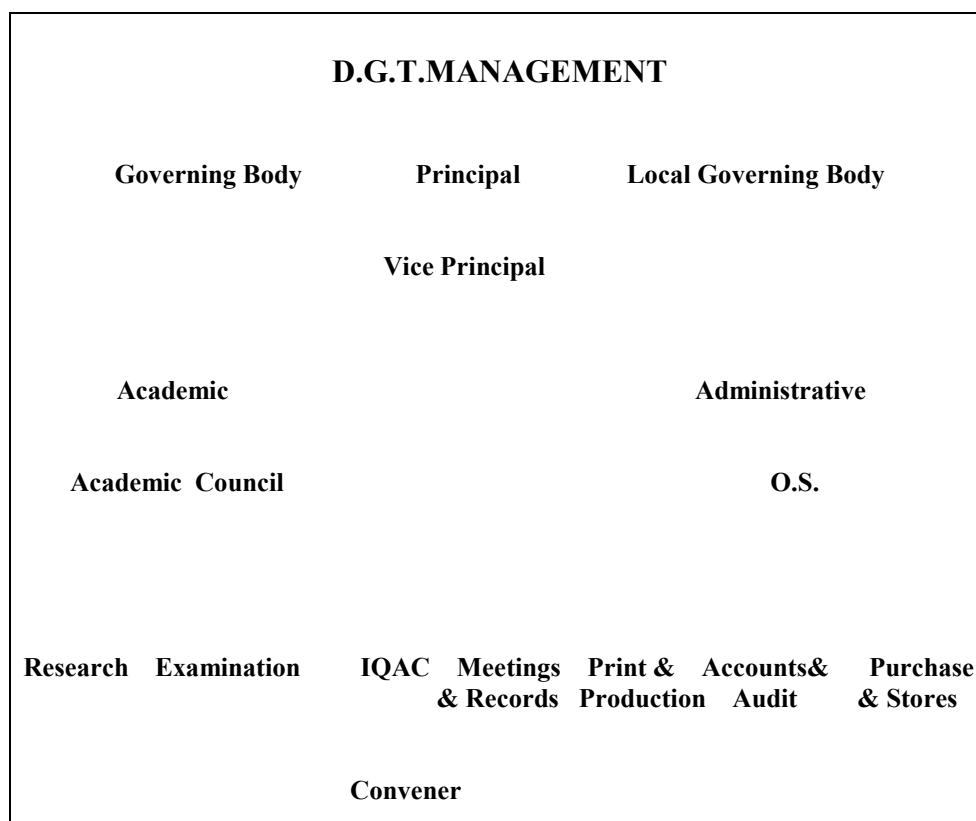 D.G.T.MANAGEMENT
Governing Body Principal Local Governing Body
Vice Principal
Academic Administrative
Academic Council O.S.
Research Examination IQAC Meetings Print & Accounts& Purchase
& Records Production Audit & Stores
Convener